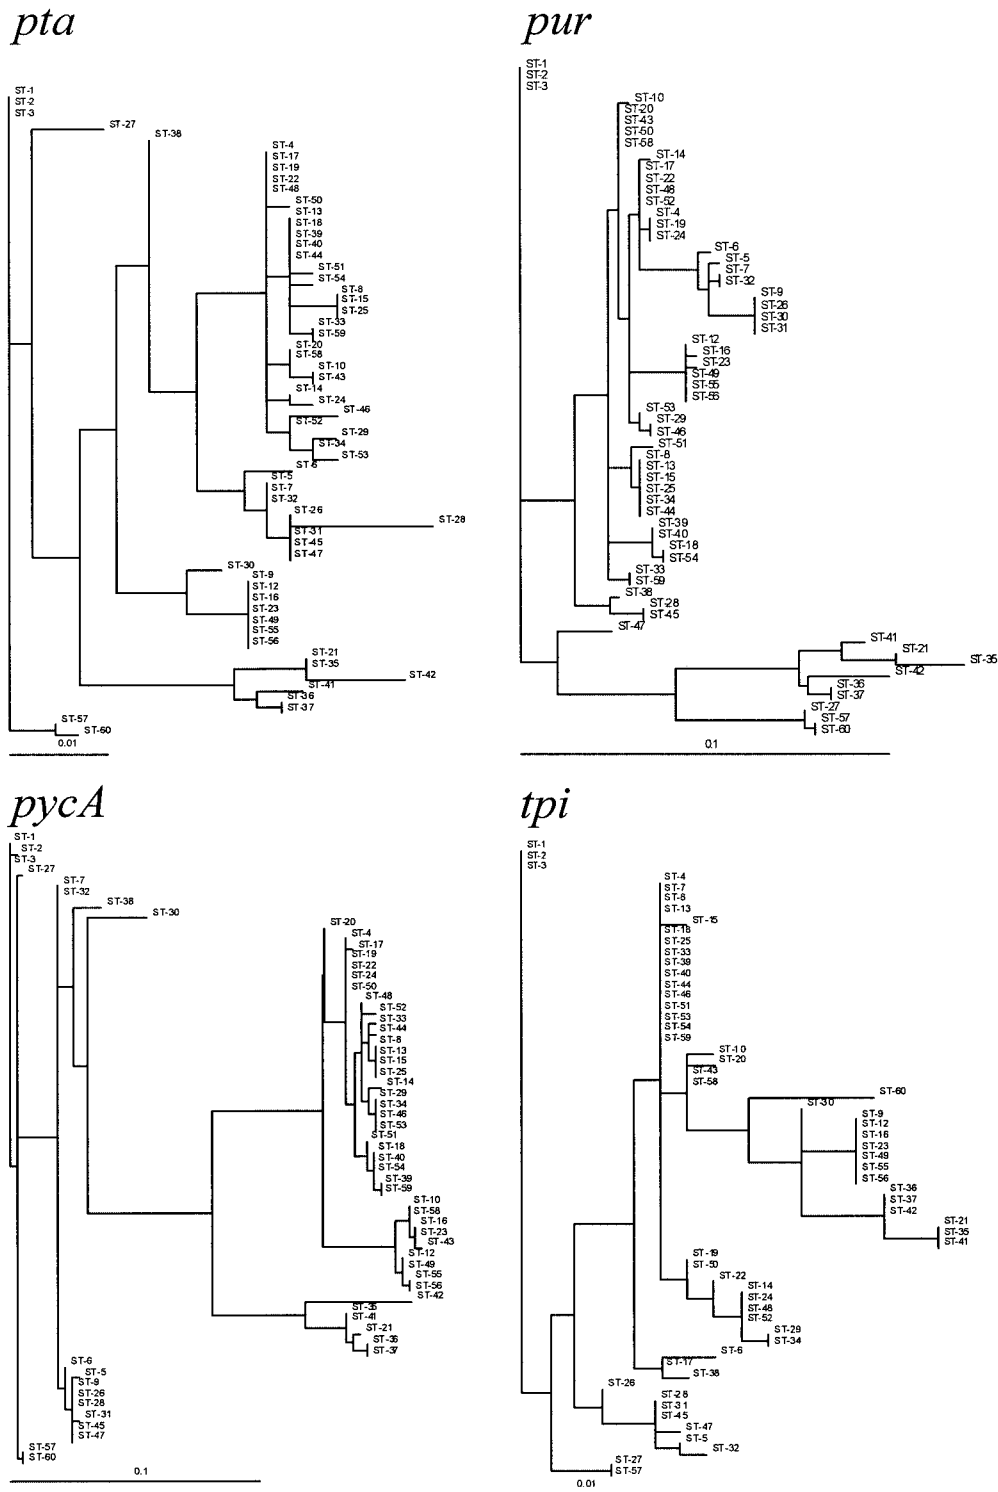 pta
ST-1
ST-2
ST-3
ST-27
ST-38
ST-4
ST-17
ST-19
ST-22
ST-48
ST-50
ST-13
ST-18
ST-39
ST-40
ST-44
ST-51
ST-54
ST-8
ST-15
ST-25
ST-33
ST-59
ST-20
ST-58
ST-10
ST-43
ST-14
ST-24
ST-46
ST-52
ST-29
ST-34
ST-53
ST-6
ST-5
ST-7
ST-32
ST-26
ST-28
ST-31
ST-45
ST-47
ST-30
ST-9
ST-12
ST-16
ST-23
ST-49
ST-55
ST-56
ST-21
ST-35
ST-42
ST-41
ST-36
ST-37
ST-57
ST-60
0.01
pur
ST-1
ST-2
ST-3
ST-10
ST-20
ST-43
ST-50
ST-58
ST-14
ST-17
ST-22
ST-48
ST-52
ST-4
ST-19
ST-24
ST-6
ST-5
ST-7
ST-32
ST-9
ST-26
ST-30
ST-31
ST-12
ST-16
ST-23
ST-49
ST-55
ST-56
ST-53
ST-29
ST-46
ST-51
ST-8
ST-13
ST-15
ST-25
ST-34
ST-44
ST-39
ST-40
ST-18
ST-54
ST-33
ST-59
ST-38
ST-28
ST-45
ST-47
ST-41
ST-21
ST-35
ST-42
ST-36
ST-37
ST-27
ST-57
ST-60
0.1
pycA
ST-1
ST-2
ST-3
ST-27
ST-7
ST-32
ST-38
ST-30
ST-20
ST-4
ST-17
ST-19
ST-22
ST-24
ST-50
ST-48
ST-52
ST-33
ST-44
ST-8
ST-13
ST-15
ST-25
ST-14
ST-29
ST-34
ST-46
ST-53
ST-51
ST-18
ST-40
ST-54
ST-39
ST-59
ST-10
ST-58
ST-16
ST-23
ST-43
ST-12
ST-49
ST-55
ST-56
ST-42
ST-35
ST-41
ST-21
ST-36
ST-37
ST-6
ST-5
ST-9
ST-26
ST-28
ST-31
ST-45
ST-47
ST-57
ST-60
0.1
tpi
ST-1
ST-2
ST-3
ST-4
ST-7
ST-8
ST-13
ST-15
ST-18
ST-25
ST-33
ST-39
ST-40
ST-44
ST-46
ST-51
ST-53
ST-54
ST-59
ST-10
ST-20
ST-43
ST-58
ST-60
ST-30
ST-9
ST-12
ST-16
ST-23
ST-49
ST-55
ST-56
ST-36
ST-37
ST-42
ST-21
ST-35
ST-41
ST-19
ST-50
ST-22
ST-14
ST-24
ST-48
ST-52
ST-29
ST-34
ST-6
ST-17
ST-38
ST-26
ST-28
ST-31
ST-45
ST-47
ST-5
ST-32
ST-27
ST-57
0.01